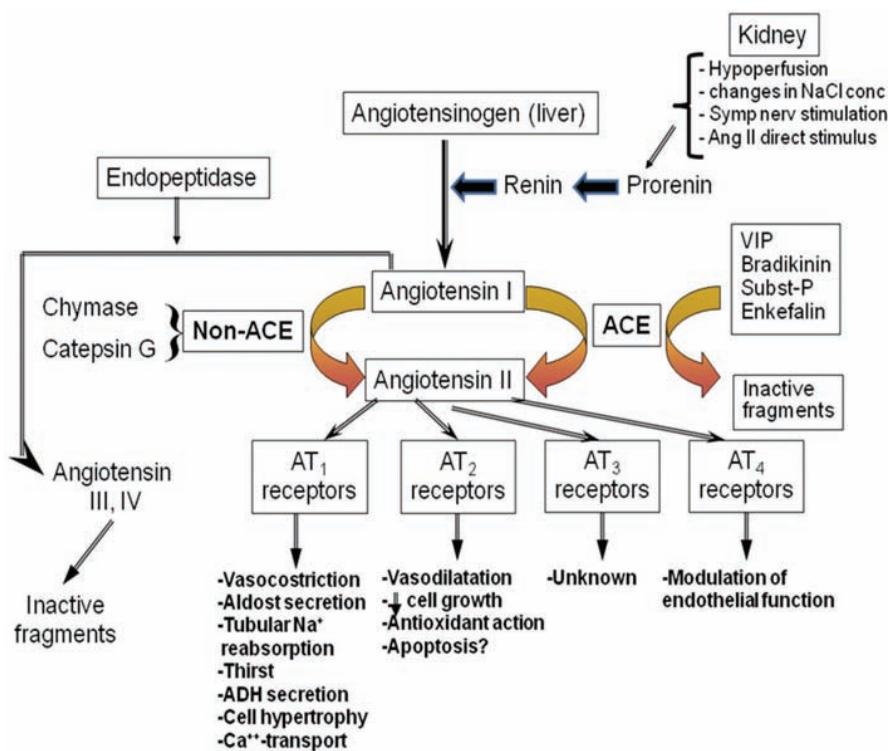 Kidney
- Hypoperfusion
- changes in NaCl conc
- Symp nerv stimulation
- Ang II direct stimulus
Angiotensinogen (liver)
Endopeptidase
Renin
Prorenin
VIP
Bradikinin
Subst-P
Enkefalin
Angiotensin I
Chymase
Catepsin G
Non-ACE
ACE
Angiotensin II
Inactive
fragments
AT1
receptors
AT2
receptors
AT3
receptors
AT4
receptors
Angiotensin
III, IV
Inactive
fragments
-Vasocostriction
-Aldost secretion
-Tubular Na+
reabsorption
-Thirst
-ADH secretion
-Cell hypertrophy
-Ca++-transport
-Vasodilatation
-↓ cell growth
-Antioxidant action
-Apoptosis?
-Unknown
-Modulation of
endothelial function